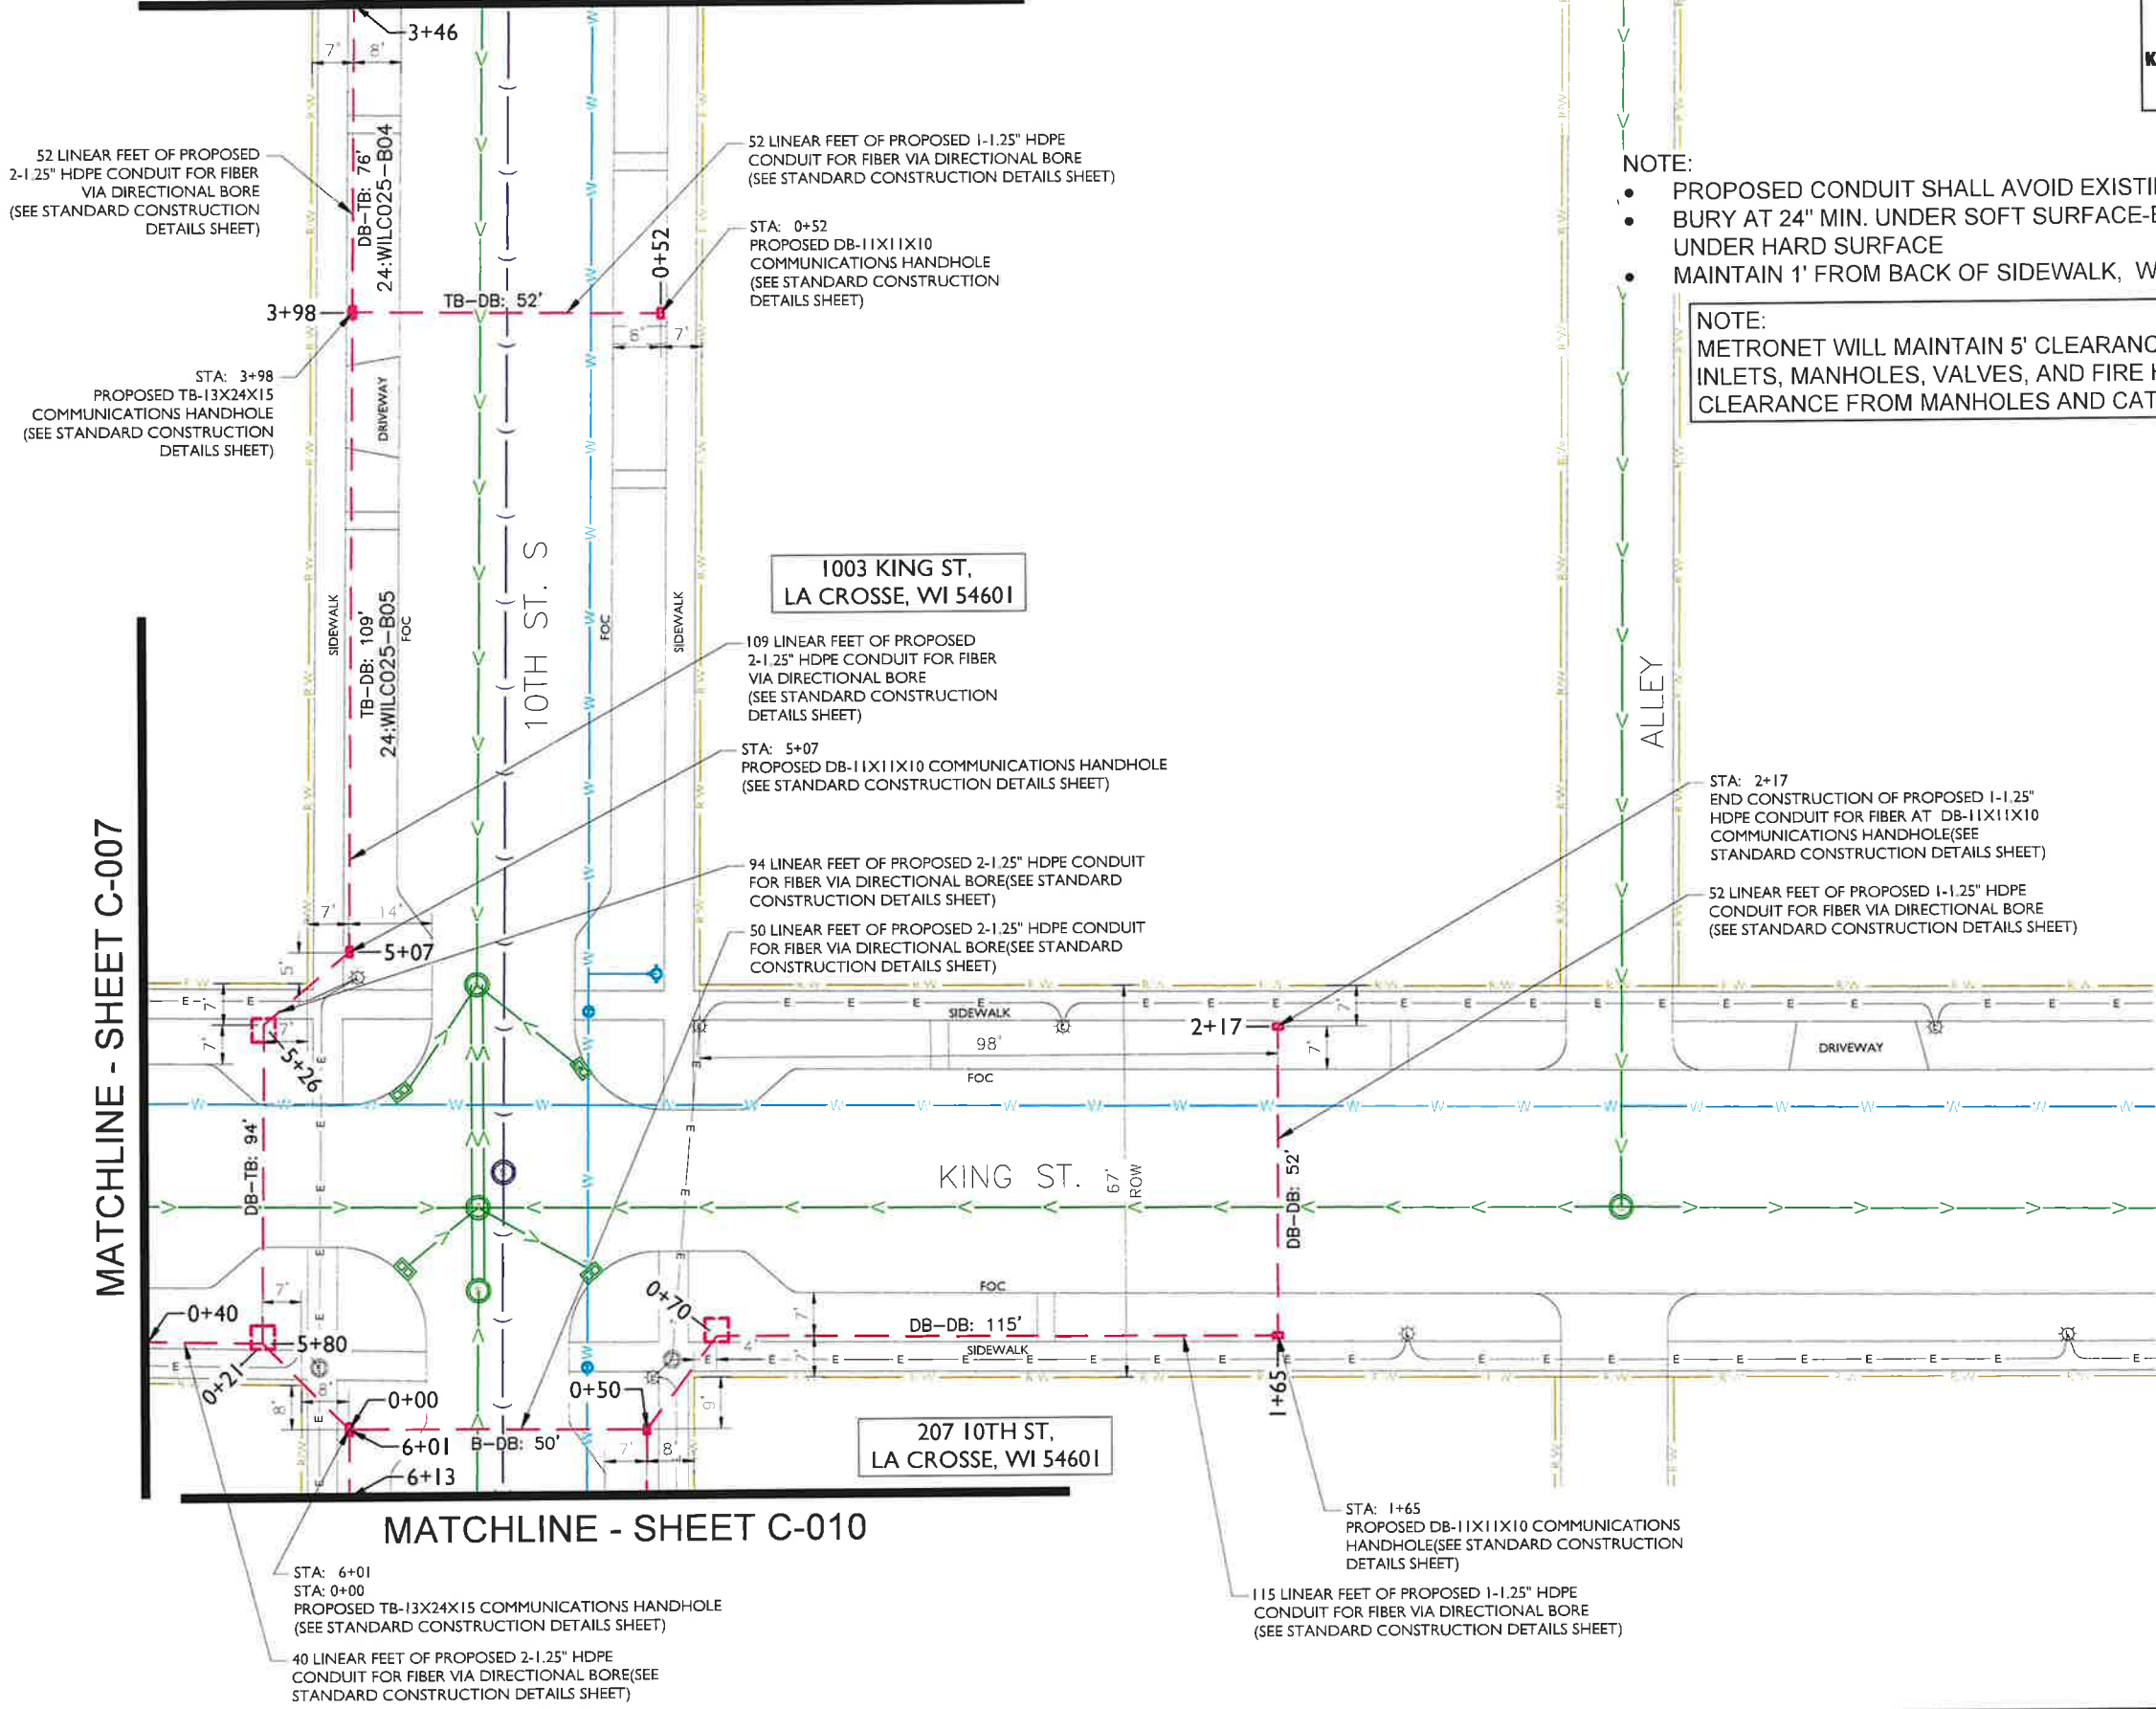 3+46
7'
8'
52 LINEAR FEET OF PROPOSED
2-1.25" HDPE CONDUIT FOR FIBER
VIA DIRECTIONAL BORE
(SEE STANDARD CONSTRUCTION
DETAILS SHEET)
DB-TB: 76'
24:WILC025-B04
52 LINEAR FEET OF PROPOSED 1-1.25" HDPE
CONDUIT FOR FIBER VIA DIRECTIONAL BORE
(SEE STANDARD CONSTRUCTION DETAILS SHEET)
STA: 0+52
PROPOSED DB-11X11X10
COMMUNICATIONS HANDHOLE
(SEE STANDARD CONSTRUCTION
DETAILS SHEET)
0+52
TB-DB: 52'
3+98
7'
STA: 3+98
PROPOSED TB-13X24X15
COMMUNICATIONS HANDHOLE
(SEE STANDARD CONSTRUCTION
DETAILS SHEET)
DRIVEWAY
NOTE:
• PROPOSED CONDUIT SHALL AVOID
• BURY AT 24" MIN. UNDER
UNDER HARD SURFACE
• MAINTAIN 1' FROM BACK OF SIDEWALK,
NOTE:
METRONET WILL MAINTAIN 5'
INLETS, MANHOLES, VALVES, AND FIRE
CLEARANCE FROM MANHOLES AND
10TH ST. S
1003 KING ST,
LA CROSSE, WI 54601
SIDEWALK
TB-DB: 109'
24:WILC025-B05
FOC
FOC
SIDEWALK
109 LINEAR FEET OF PROPOSED
2-1.25" HDPE CONDUIT FOR FIBER
VIA DIRECTIONAL BORE
(SEE STANDARD CONSTRUCTION
DETAILS SHEET)
ALLEY
STA: 5+07
PROPOSED DB-11X11X10 COMMUNICATIONS HANDHOLE
(SEE STANDARD CONSTRUCTION DETAILS SHEET)
STA: 2+17
END CONSTRUCTION OF PROPOSED 1-1.25"
HDPE CONDUIT FOR FIBER AT DB-11X11X10
COMMUNICATIONS HANDHOLE(SEE
STANDARD CONSTRUCTION DETAILS SHEET)
94 LINEAR FEET OF PROPOSED 2-1.25" HDPE CONDUIT
FOR FIBER VIA DIRECTIONAL BORE(SEE STANDARD
CONSTRUCTION DETAILS SHEET)
52 LINEAR FEET OF PROPOSED 1-1.25" HDPE
CONDUIT FOR FIBER VIA DIRECTIONAL BORE
(SEE STANDARD CONSTRUCTION DETAILS SHEET)
50 LINEAR FEET OF PROPOSED 2-1.25" HDPE CONDUIT
FOR FIBER VIA DIRECTIONAL BORE(SEE STANDARD
CONSTRUCTION DETAILS SHEET)
MATCHLINE - SHEET C-007
7'
14'
5+07
5'
7'
7'
7'
5+26
SIDEWALK
2+17
98'
7'
7'
FOC
DRIVEWAY
DB-TB: 94'
KING ST.
67'
ROW
DB-DB: 52'
FOC
0+40
7'
5+80
0+21
0+70
DB-DB: 115'
SIDEWALK
7'
7'
4'
8'
8'
0+00
0+50
9'
1+65
6+01
B-DB: 50'
7'
8'
6+13
207 10TH ST,
LA CROSSE, WI 54601
MATCHLINE - SHEET C-010
STA: 1+65
PROPOSED DB-11X11X10 COMMUNICATIONS
HANDHOLE(SEE STANDARD CONSTRUCTION
DETAILS SHEET)
STA: 6+01
STA: 0+00
PROPOSED TB-13X24X15 COMMUNICATIONS HANDHOLE
(SEE STANDARD CONSTRUCTION DETAILS SHEET)
115 LINEAR FEET OF PROPOSED 1-1.25" HDPE
CONDUIT FOR FIBER VIA DIRECTIONAL BORE
(SEE STANDARD CONSTRUCTION DETAILS SHEET)
40 LINEAR FEET OF PROPOSED 2-1.25" HDPE
CONDUIT FOR FIBER VIA DIRECTIONAL BORE(SEE
STANDARD CONSTRUCTION DETAILS SHEET)